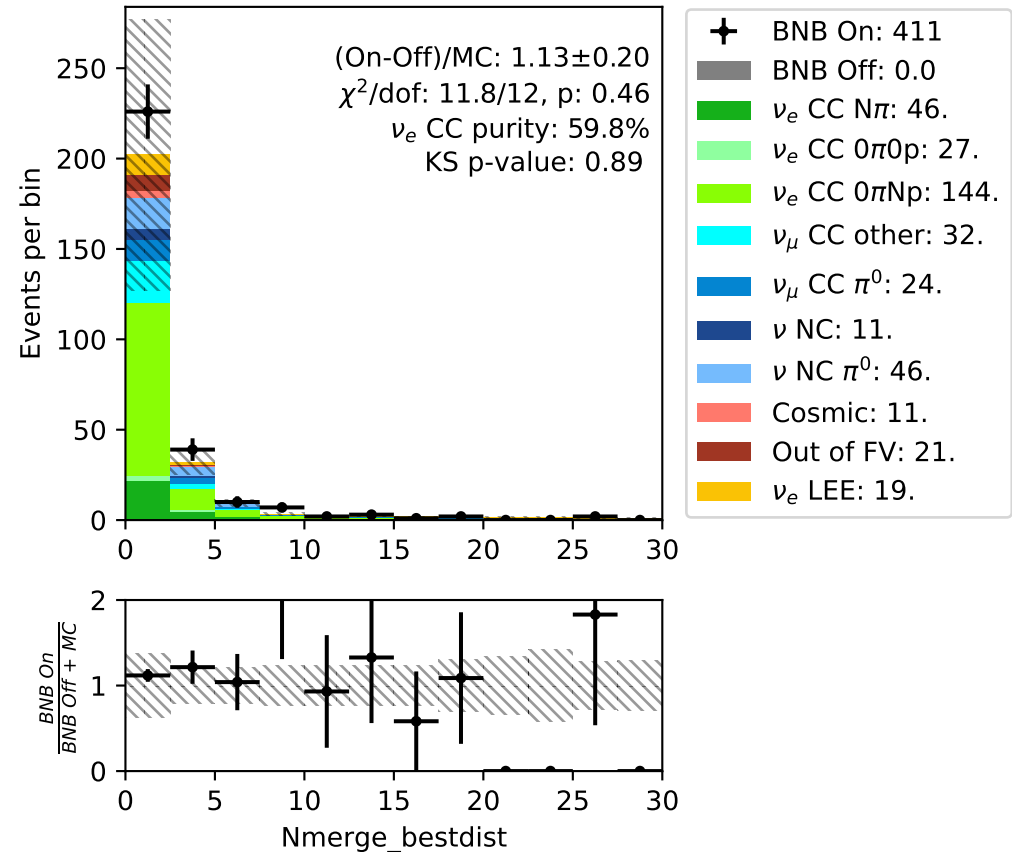 (On-Off)/MC: 1.13±0.20
χ²/dof: 11.8/12, p: 0.46
νₑ CC purity: 59.8%
KS p-value: 0.89
Events per bin
250
200
150
100
50
0
0 5 10 15 20 25 30
BNB On: 411
BNB Off: 0.0
νₑ CC Nπ: 46.
νₑ CC 0π0p: 27.
νₑ CC 0πNp: 144.
ν_μ CC other: 32.
ν_μ CC π⁰: 24.
ν NC: 11.
ν NC π⁰: 46.
Cosmic: 11.
Out of FV: 21.
νₑ LEE: 19.
BNB On
BNB Off + MC
2
1
0
0 5 10 15 20 25 30
Nmerge_bestdist